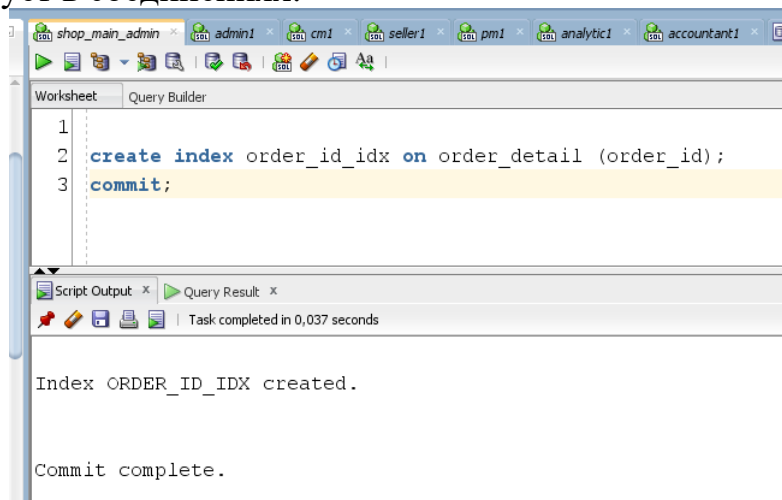 shop_main_admin admin1 cm1 seller1 pm1 analytic1 accountant1
Worksheet Query Builder
1
2 create index order_id_idx on order_detail (order_id);
3 commit;
Script Output x Query Result x
Task completed in 0,037 seconds
Index ORDER_ID_IDX created.
Commit complete.